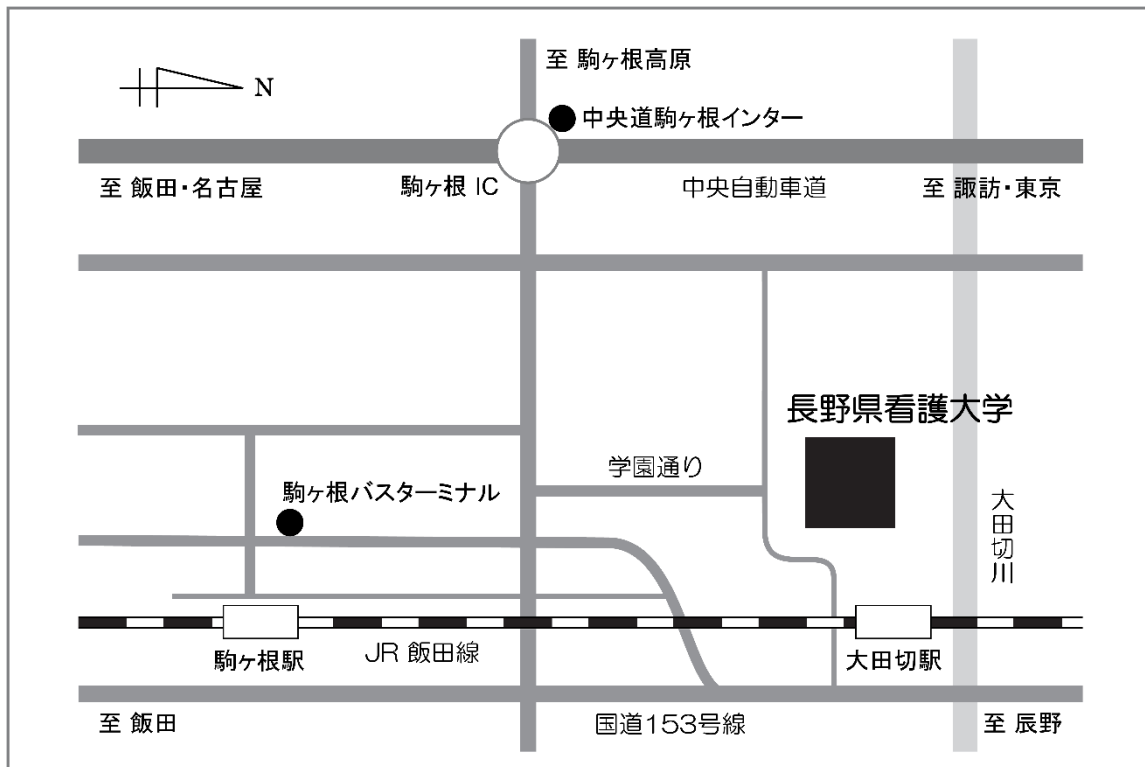 至 駒ヶ根高原
N
中央道駒ヶ根インター
至 飯田・名古屋
駒ヶ根 IC
中央自動車道
至 諏訪・東京
長野県看護大学
学園通り
駒ヶ根バスターミナル
大田切川
駒ヶ根駅
JR 飯田線
大田切駅
至 飯田
国道153号線
至 辰野